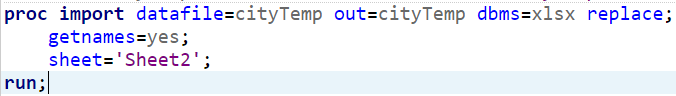 proc import datafile=cityTemp out=cityTemp dbms=xlsx replace;
    getnames=yes;
    sheet='Sheet2';
run;